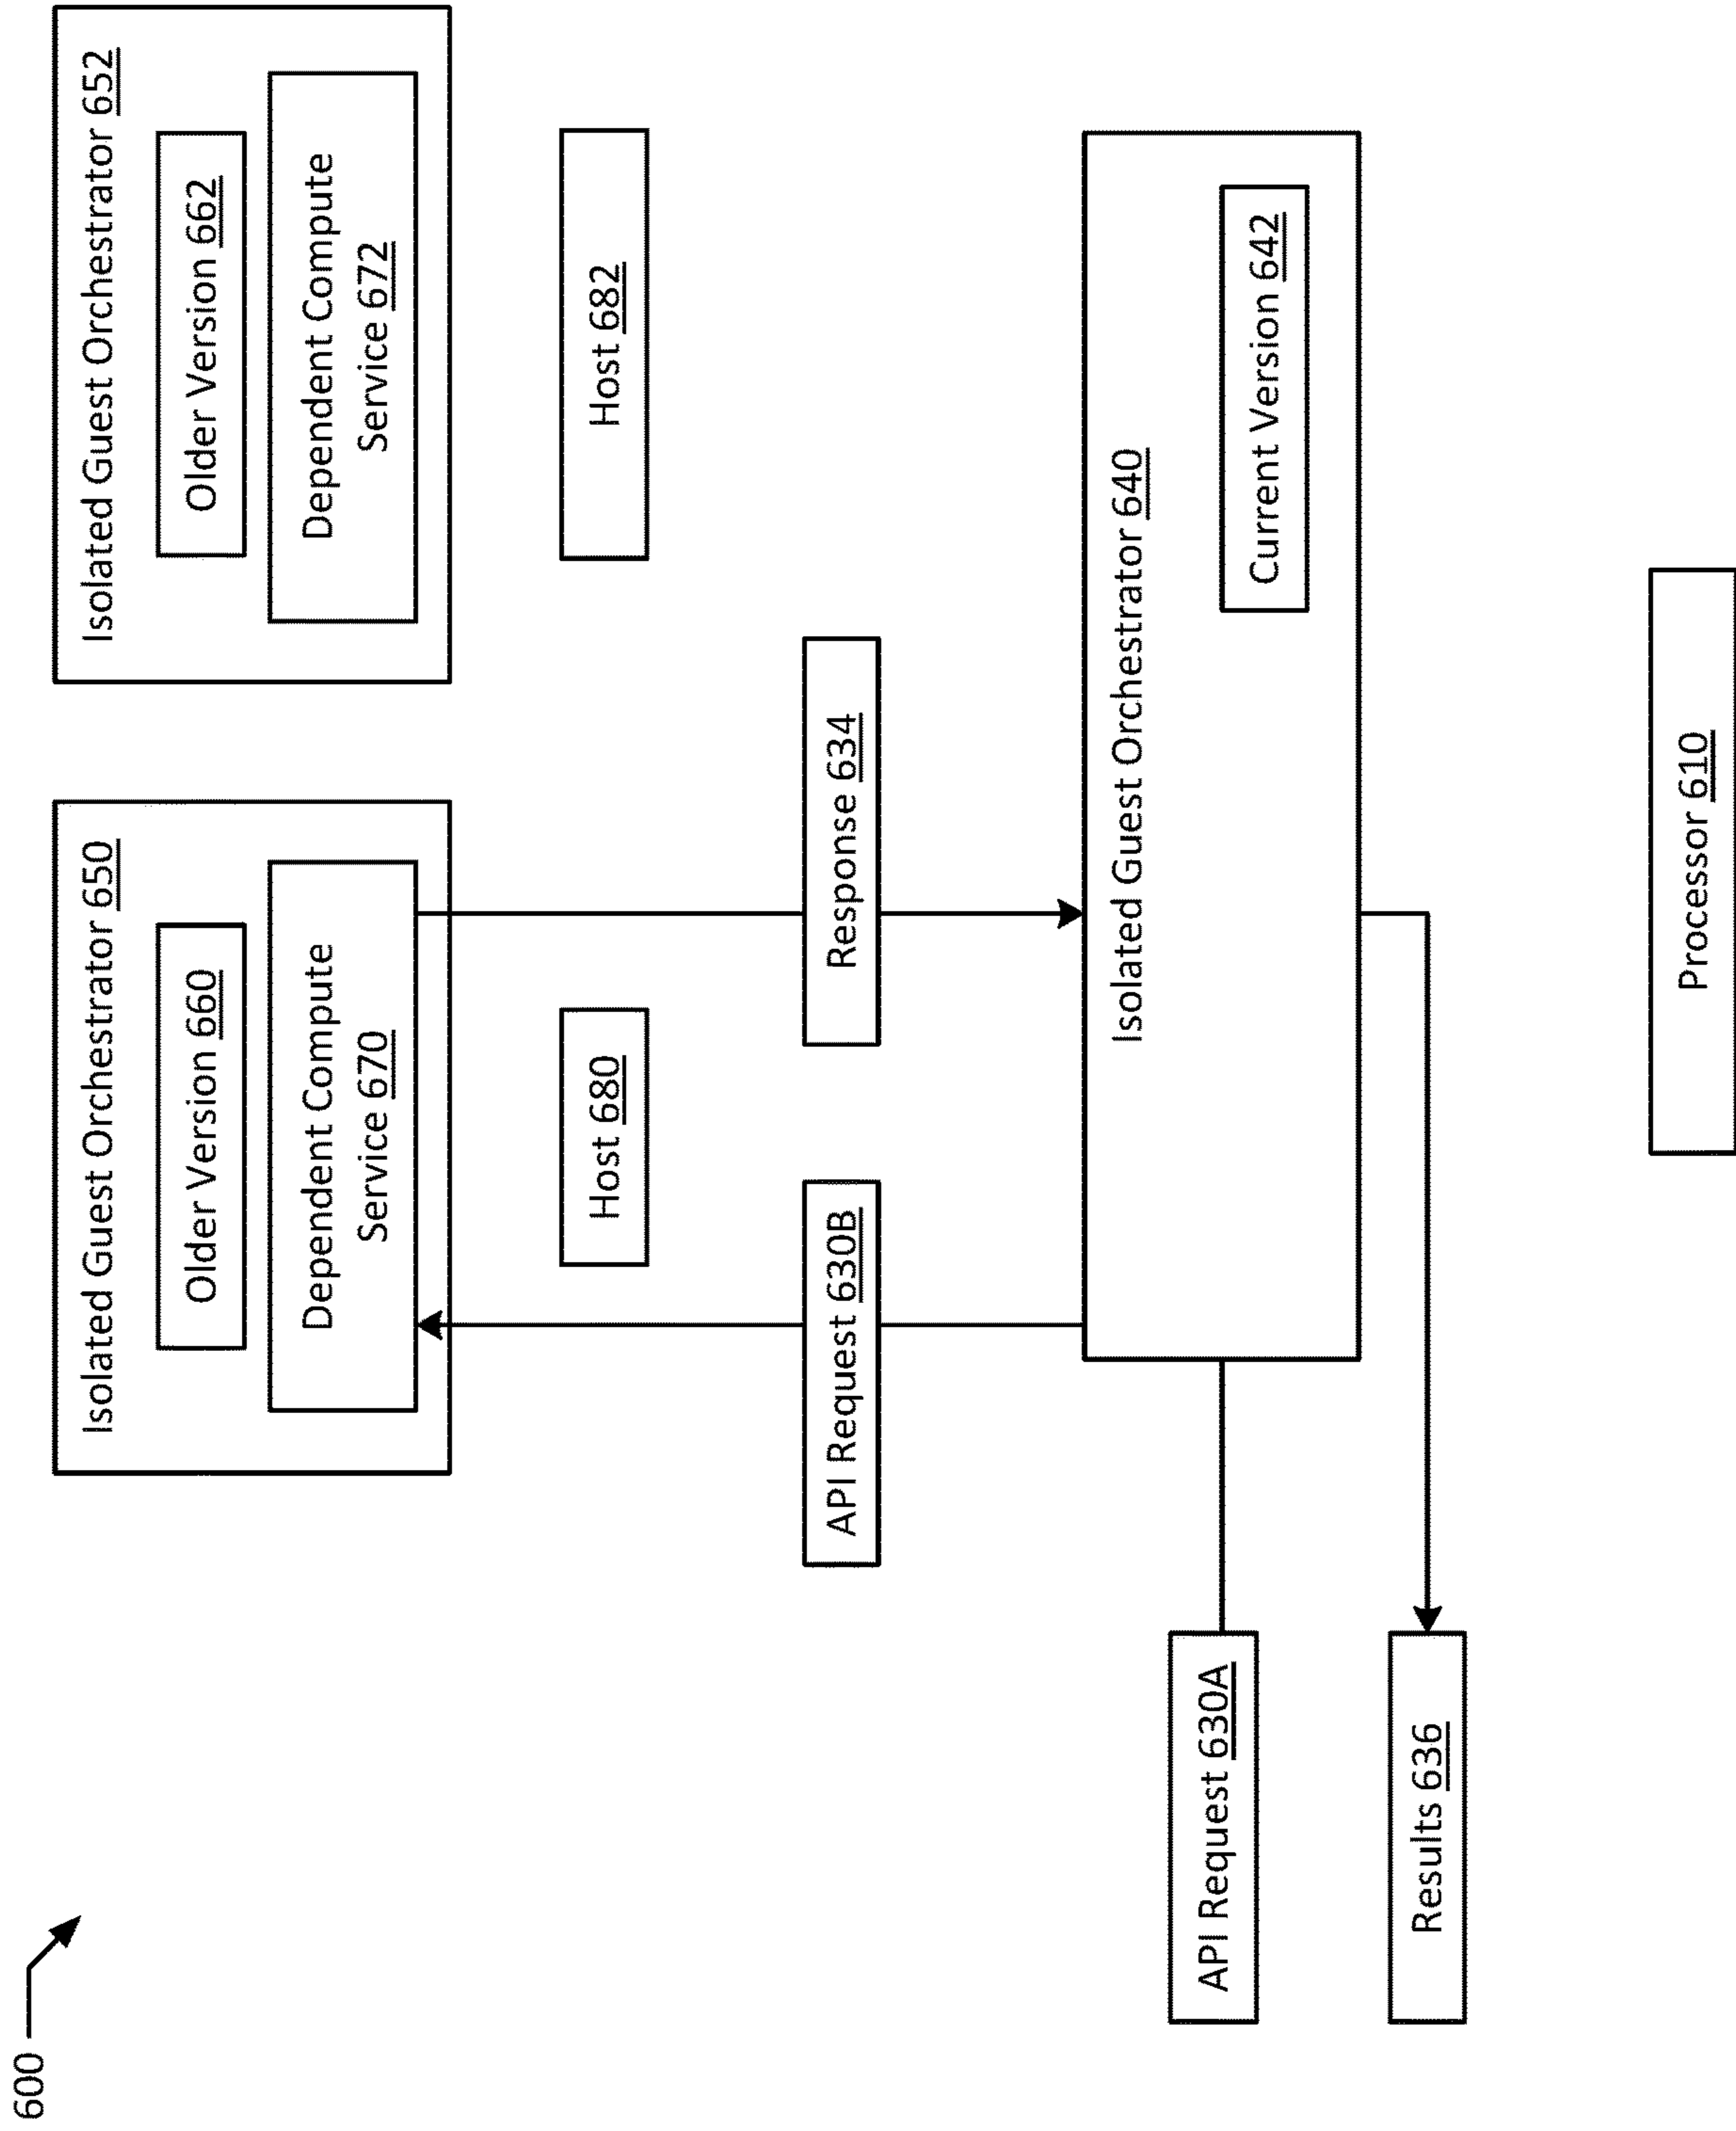 600
Isolated Guest Orchestrator 650
Older Version 660
Dependent Compute
Service 670
Isolated Guest Orchestrator 652
Older Version 662
Dependent Compute
Service 672
Host 680
Host 682
API Request 630B
Response 634
Isolated Guest Orchestrator 640
API Request 630A
Current Version 642
Results 636
Processor 610